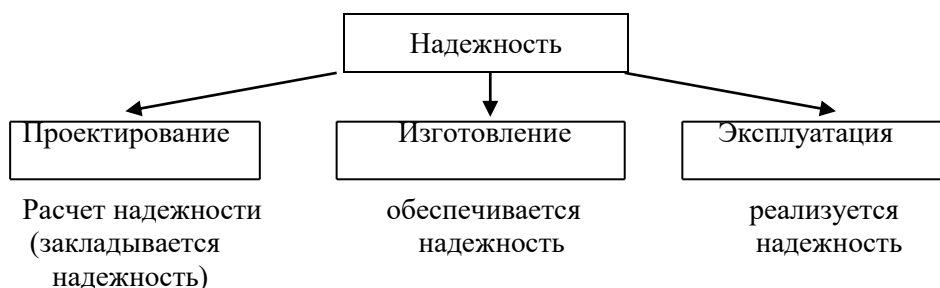 Надежность
Проектирование
Изготовление
Эксплуатация
Расчет надежности
(закладывается
надежность)
обеспечивается
надежность
реализуется
надежность